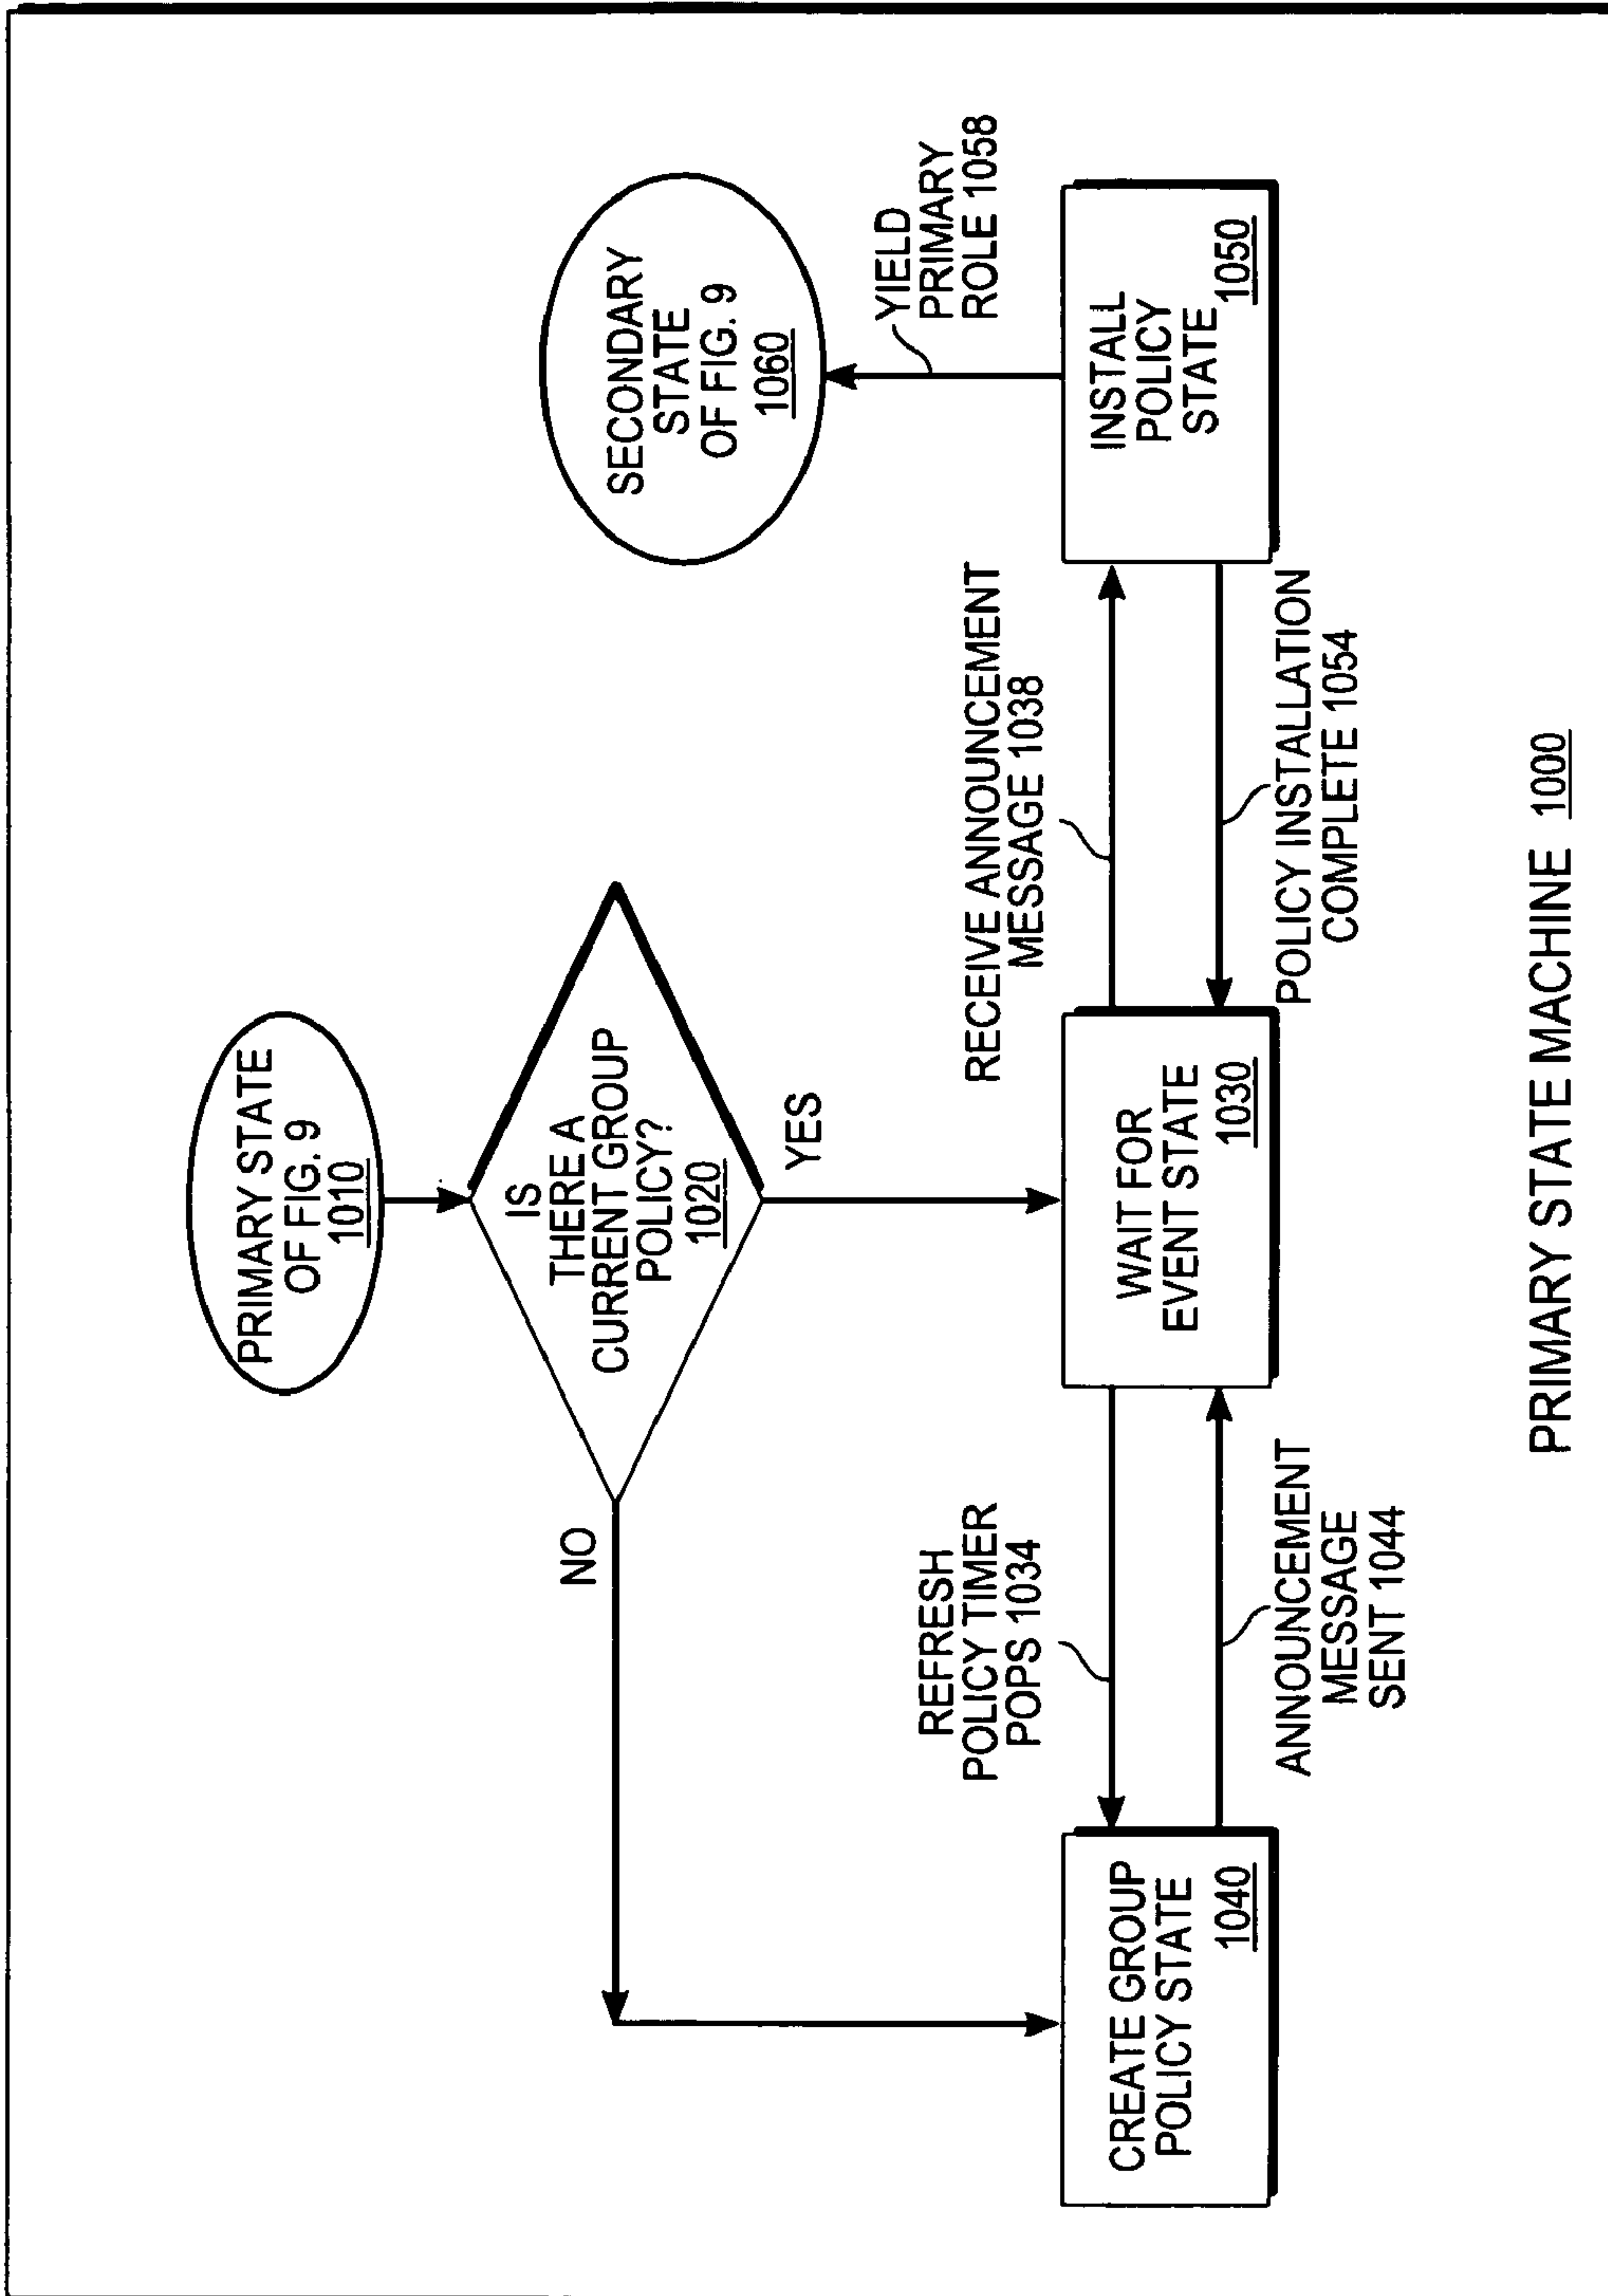 PRIMARY STATE
OF FIG. 9
1010
IS
THERE A
CURRENT GROUP
POLICY?
1020
NO
YES
SECONDARY
STATE
OF FIG. 9
1060
YIELD
PRIMARY
ROLE 1058
REFRESH
POLICY TIMER
POPS 1034
RECEIVE ANNOUNCEMENT
MESSAGE 1038
CREATE GROUP
POLICY STATE
1040
WAIT FOR
EVENT STATE
1030
INSTALL
POLICY
STATE
1050
ANNOUNCEMENT
MESSAGE
SENT 1044
POLICY INSTALLATION
COMPLETE 1054
PRIMARY STATE MACHINE 1000